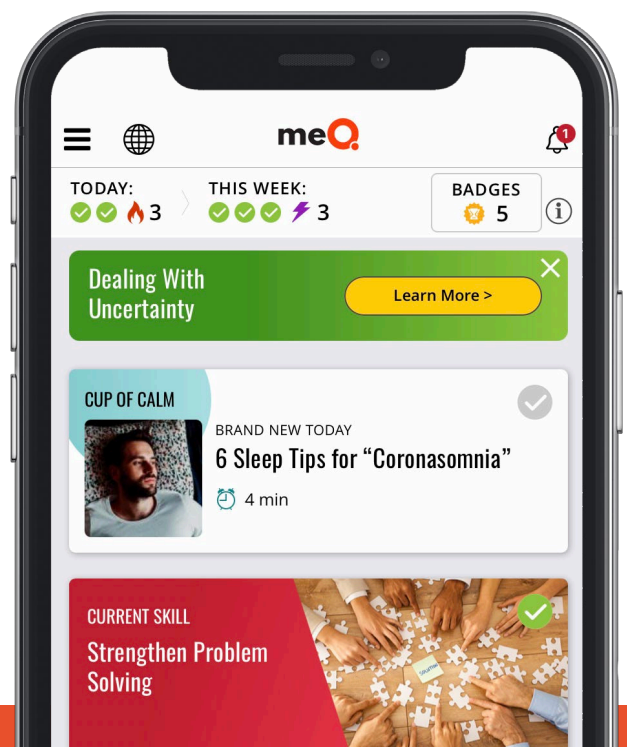 meQ
1
TODAY:
3
THIS WEEK:
3
BADGES
5
i
Dealing With
Uncertainty
Learn More >
CUP OF CALM
BRAND NEW TODAY
6 Sleep Tips for “Coronasomnia”
4 min
CURRENT SKILL
Strengthen Problem
Solving